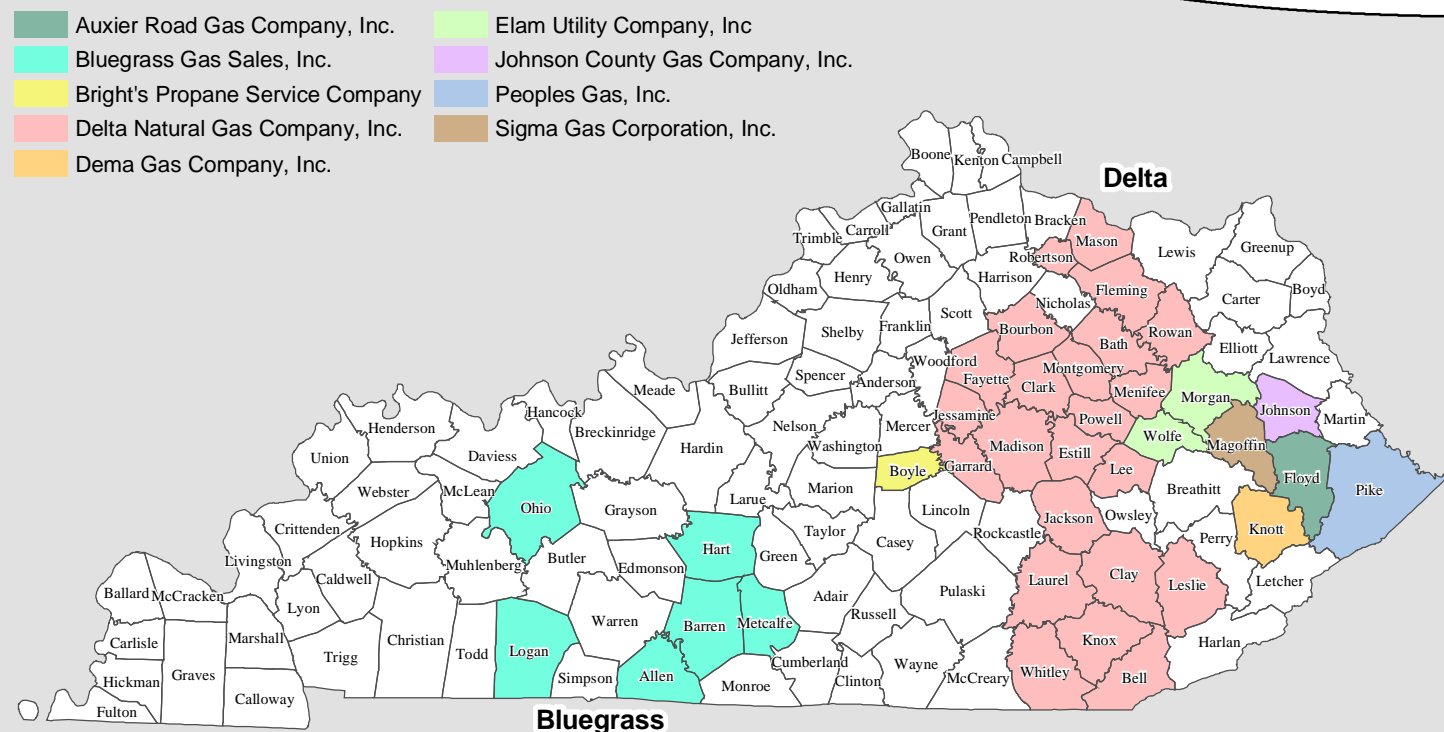 Auxier Road Gas Company, Inc.
Elam Utility Company, Inc
Bluegrass Gas Sales, Inc.
Johnson County Gas Company, Inc.
Bright's Propane Service Company
Peoples Gas, Inc.
Delta Natural Gas Company, Inc.
Sigma Gas Corporation, Inc.
Dema Gas Company, Inc.
Boone
Kenton
Campbell
Delta
Gallatin
Pendleton
Bracken
Carroll
Grant
Trimble
Mason
Lewis
Greenup
Owen
Robertson
Henry
Harrison
Oldham
Fleming
Boyd
Carter
Nicholas
Scott
Franklin
Bourbon
Shelby
Rowan
Jefferson
Bath
Elliott
Lawrence
Woodford
Montgomery
Spencer
Anderson
Fayette
Clark
Meade
Bullitt
Menifee
Morgan
Johnson
Hancock
Jessamine
Powell
Martin
Henderson
Breckinridge
Nelson
Mercer
Wolfe
Washington
Madison
Magoffin
Hardin
Daviess
Union
Estill
Garrard
Lee
Boyle
Floyd
Webster
McLean
Marion
Breathitt
Pike
Larue
Ohio
Grayson
Lincoln
Owsley
Jackson
Crittenden
Taylor
Rockcastle
Knott
Hopkins
Casey
Perry
Hart
Green
Livingston
Butler
Muhlenberg
Edmonson
Caldwell
Laurel
Clay
Leslie
Letcher
Ballard
McCracken
Pulaski
Adair
Lyon
Russell
Warren
Barren
Metcalfe
Marshall
Christian
Knox
Harlan
Carlisle
Logan
Todd
Trigg
Cumberland
Wayne
Whitley
Graves
Allen
Simpson
McCreary
Bell
Hickman
Clinton
Monroe
Calloway
Fulton
Bluegrass